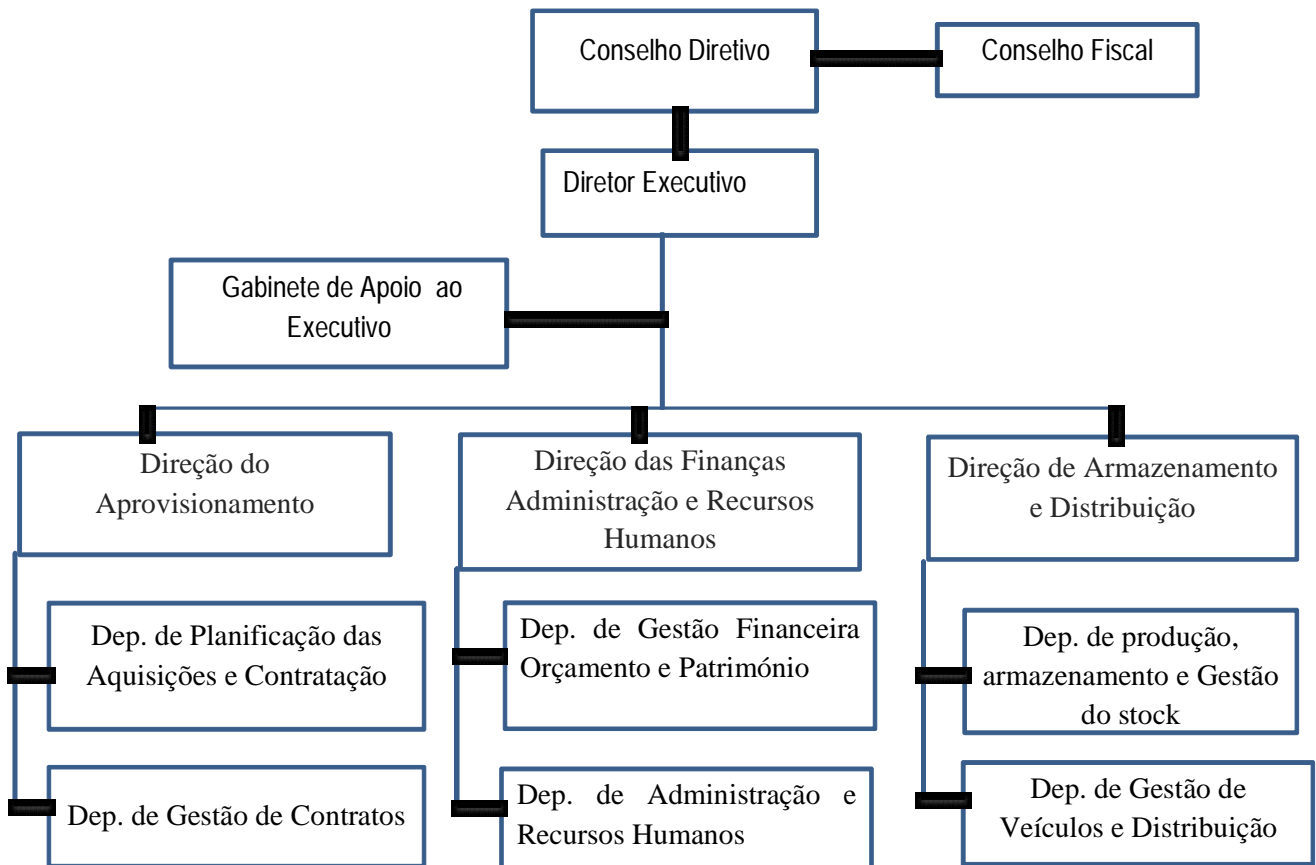 Conselho Diretivo
Conselho Fiscal
Diretor Executivo
Gabinete de Apoio ao
Executivo
Direção do
Aprovisionamento
Direção das Finanças
Administração e Recursos
Humanos
Direção de Armazenamento
e Distribuição
Dep. de Planificação das
Aquisições e Contratação
Dep. de Gestão Financeira
Orçamento e Património
Dep. de produção,
armazenamento e Gestão
do stock
Dep. de Gestão de Contratos
Dep. de Administração e
Recursos Humanos
Dep. de Gestão de
Veículos e Distribuição